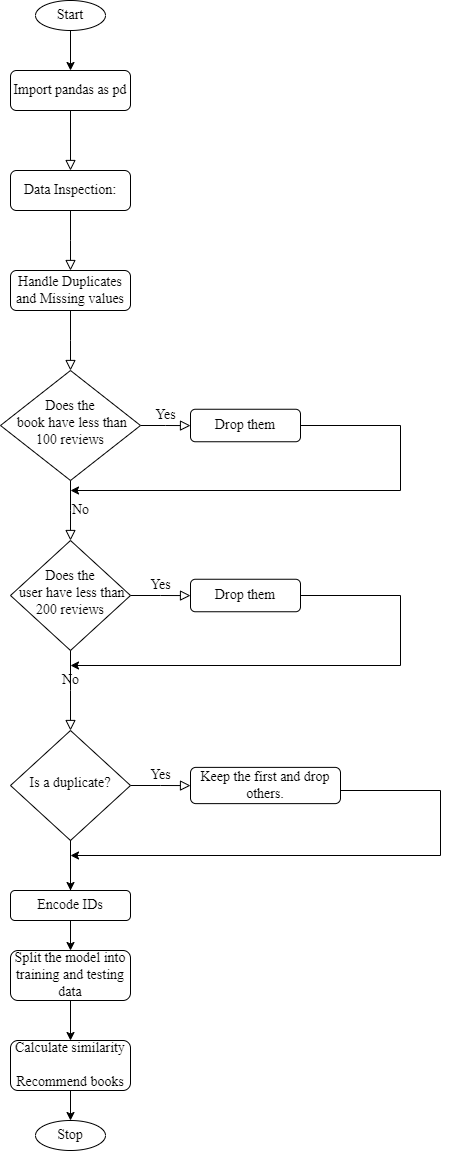 Start
Import pandas as pd
Data Inspection:
Handle Duplicates
and Missing values
Does the
book have less than
100 reviews
Yes
Drop them
No
Does the
user have less than
200 reviews
Yes
Drop them
No
Is a duplicate?
Yes
Keep the first and drop
others.
Encode IDs
Split the model into
training and testing
data
Calculate similarity
Recommend books
Stop